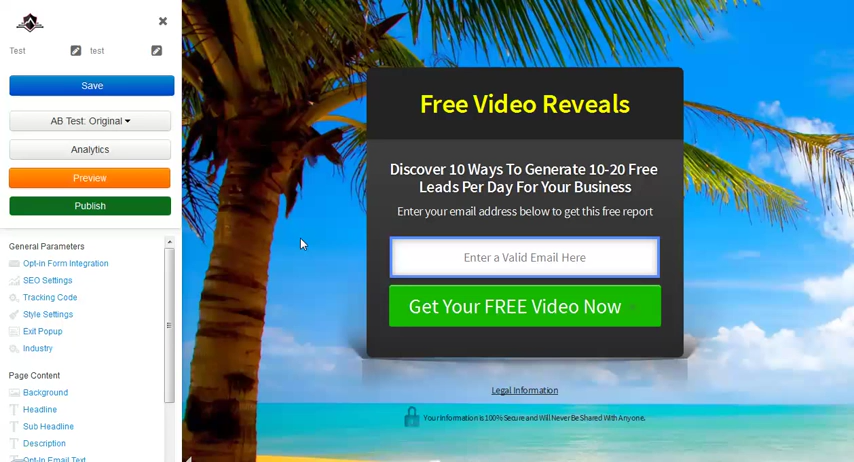 Test
test
Save
AB Test: Original
Analytics
Preview
Publish
General Parameters
Opt-in Form Integration
SEO Settings
Tracking Code
Style Settings
Exit Popup
Industry
Page Content
Background
Headline
Sub Headline
Description
Opt-in Email Text
Free Video Reveals
Discover 10 Ways To Generate 10-20 Free
Leads Per Day For Your Business
Enter your email address below to get this free report
Enter a Valid Email Here
Get Your FREE Video Now
Legal Information
Your Information is 100% Secure and Will Never Be Shared With Anyone.